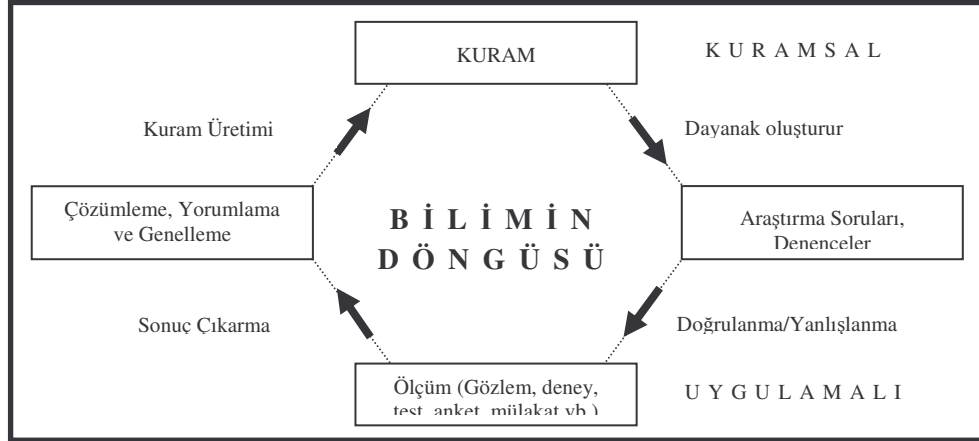 KURAM
K U R A M S A L
Kuram Üretimi
Dayanak oluşturur
Çözümleme, Yorumlama
ve Genelleme
B İ L İ M İ N
D Ö N G Ü S Ü
Araştırma Soruları,
Denenceler
Sonuç Çıkarma
Doğrulanma/Yanlışlanma
Ölçüm (Gözlem, deney,
test, anket, mülakat vb.)
U Y G U L A M A L I